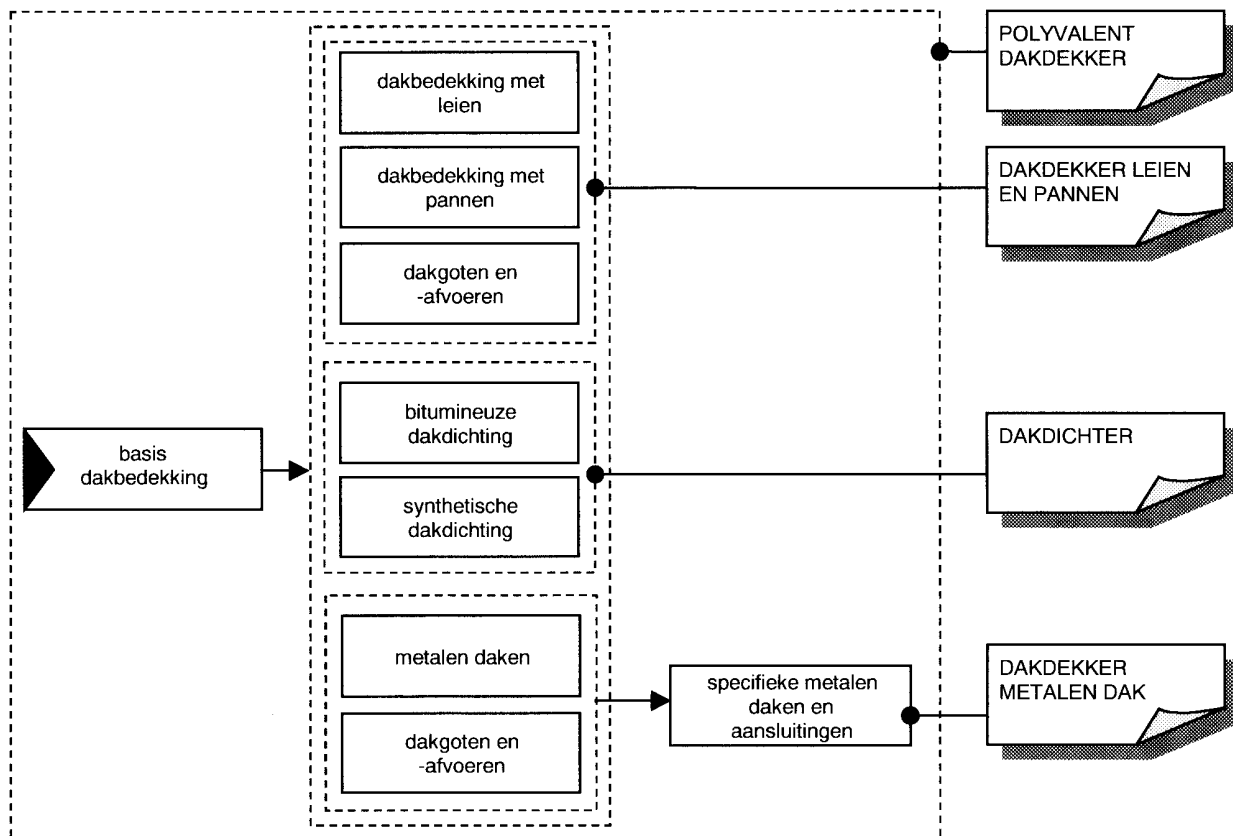 POLYVALENT
DAKDEKKER
dakbedekking met
leien
dakbedekking met
pannen
DAKDEKKER LEIEN
EN PANNEN
dakgoten en
-afvoeren
bitumineuze
dakdichting
DAKDICHTER
basis
dakbedekking
synthetische
dakdichting
metalen daken
specifieke metalen
daken en
aansluitingen
DAKDEKKER
METALEN DAK
dakgoten en
-afvoeren